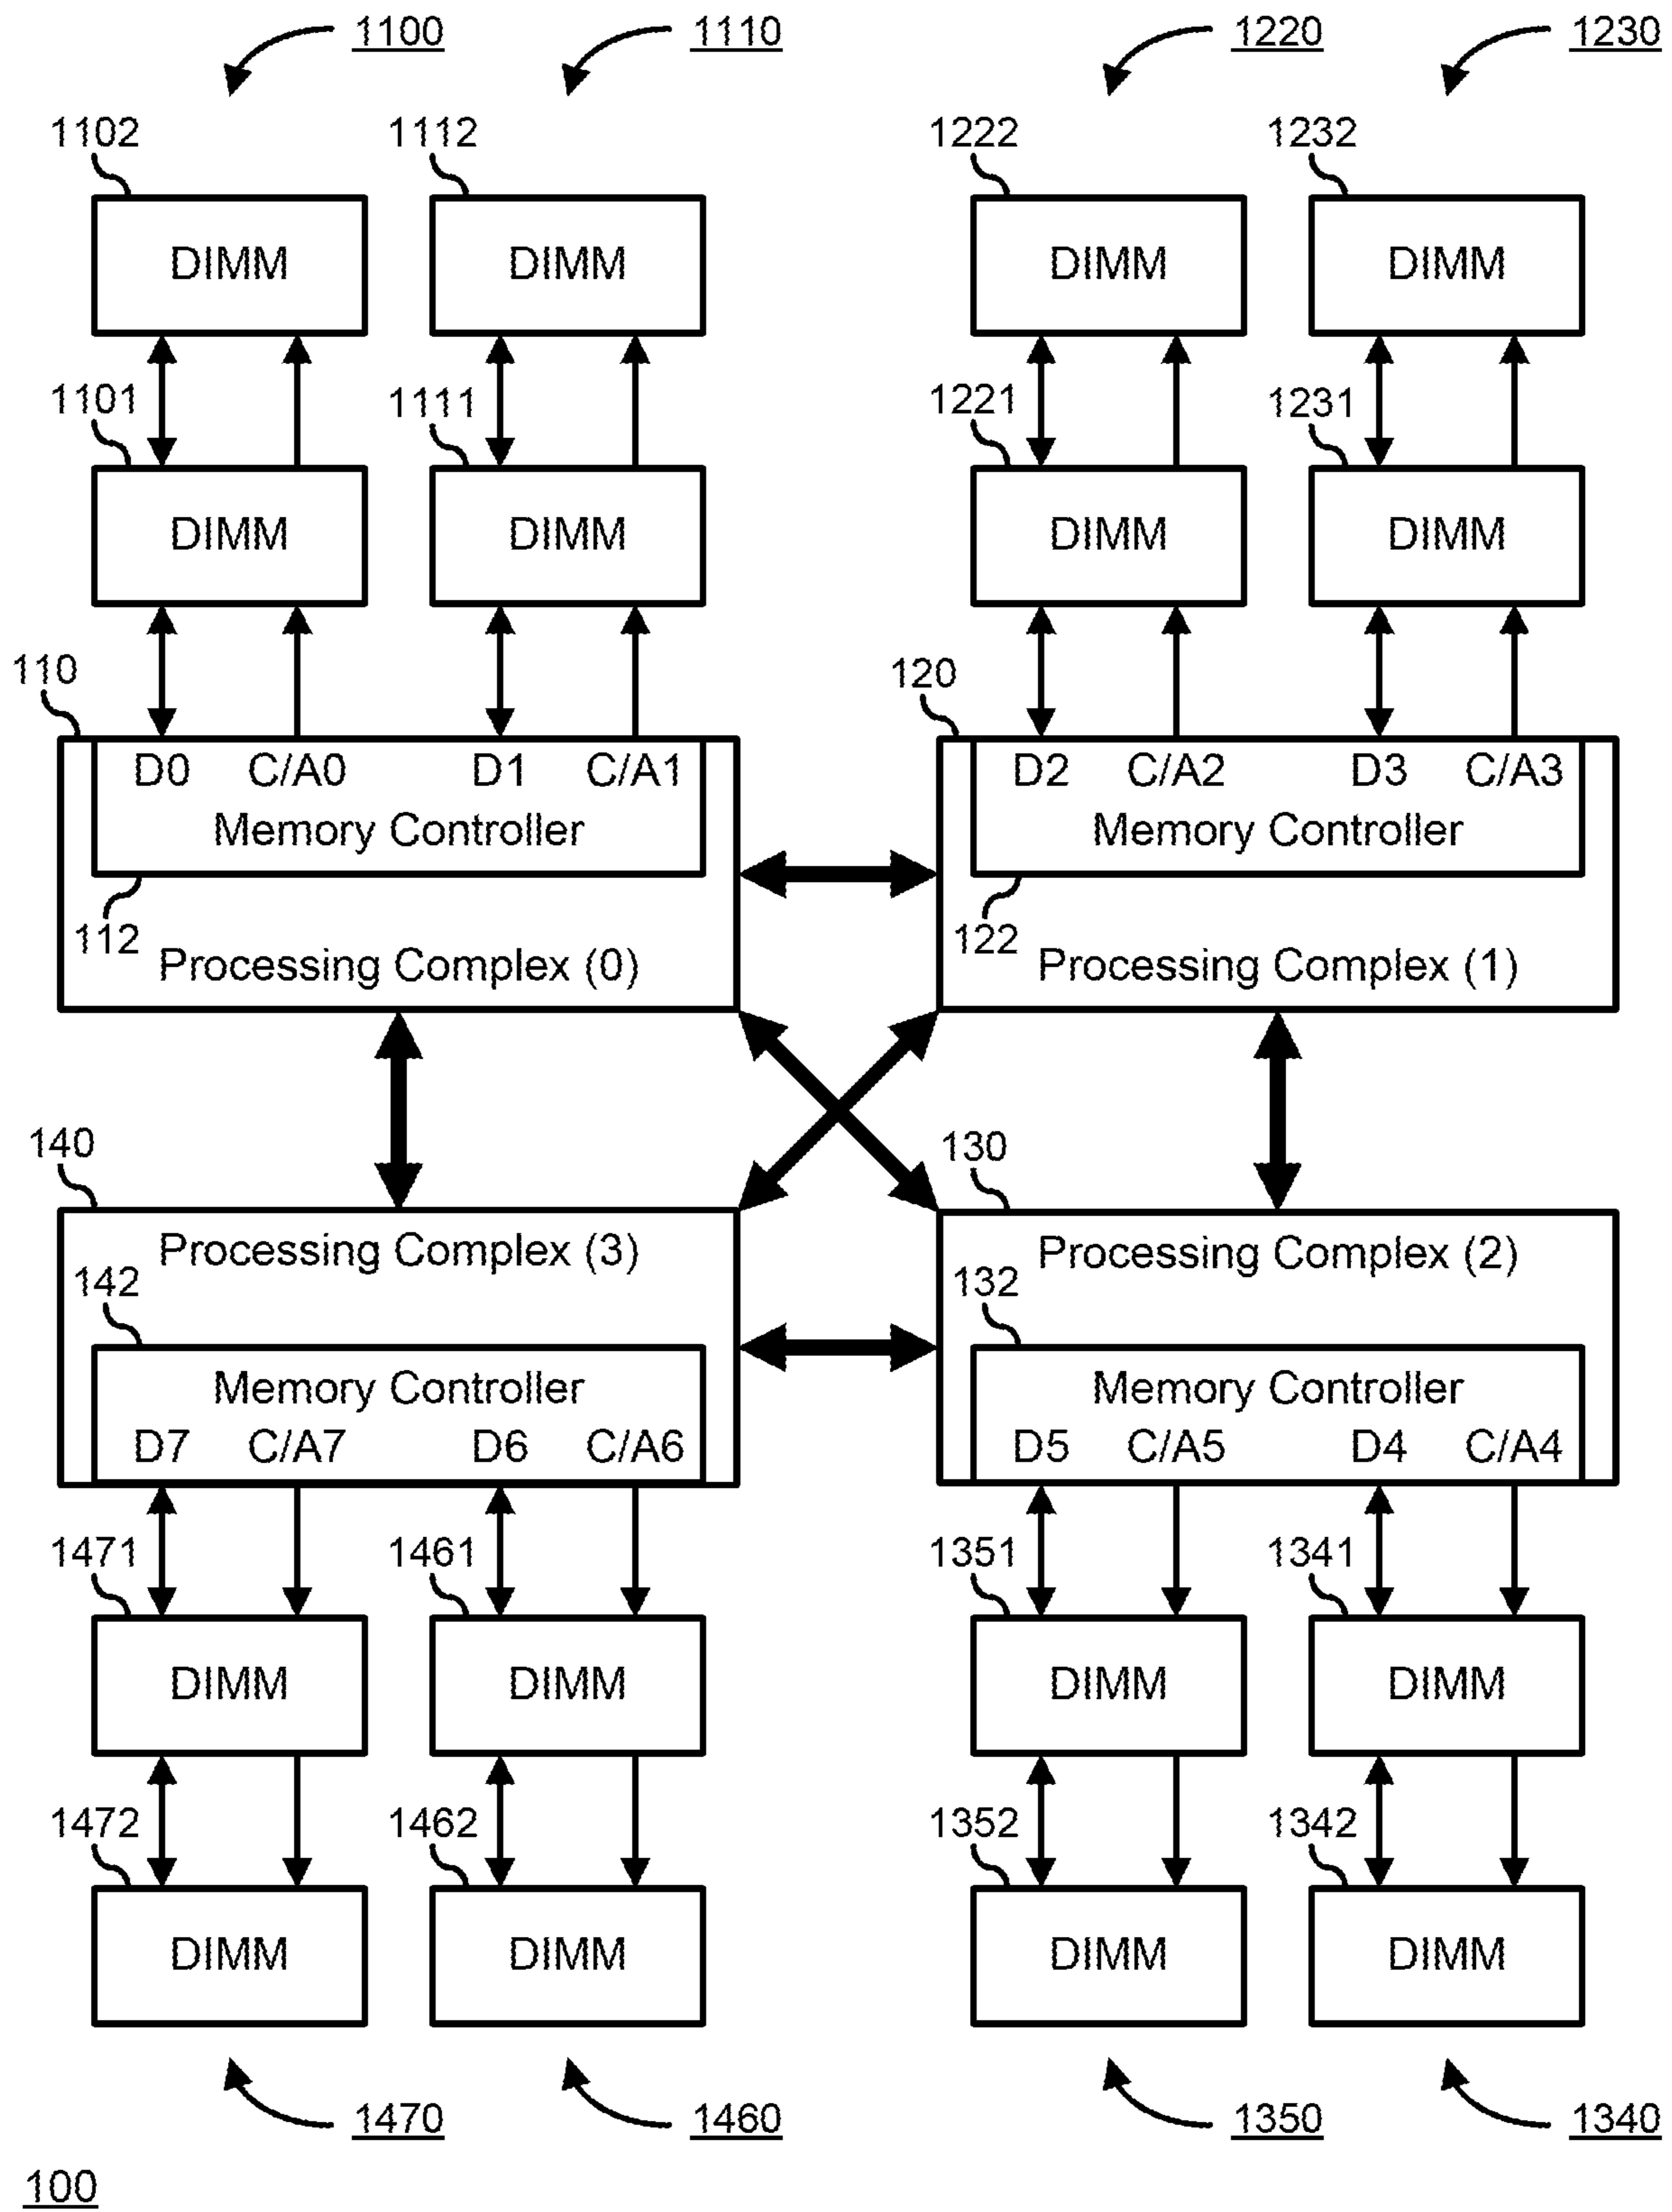 1100 1110 1220 1230
1102 1112 1222 1232
DIMM DIMM DIMM DIMM
1101 1111 1221 1231
DIMM DIMM DIMM DIMM
110 120
D0 C/A0 D1 C/A1 D2 C/A2 D3 C/A3
Memory Controller Memory Controller
112 122
Processing Complex (0) Processing Complex (1)
140 130
Processing Complex (3) Processing Complex (2)
142 132
Memory Controller Memory Controller
D7 C/A7 D6 C/A6 D5 C/A5 D4 C/A4
1471 1461 1351 1341
DIMM DIMM DIMM DIMM
1472 1462 1352 1342
DIMM DIMM DIMM DIMM
1470 1460 1350 1340
100